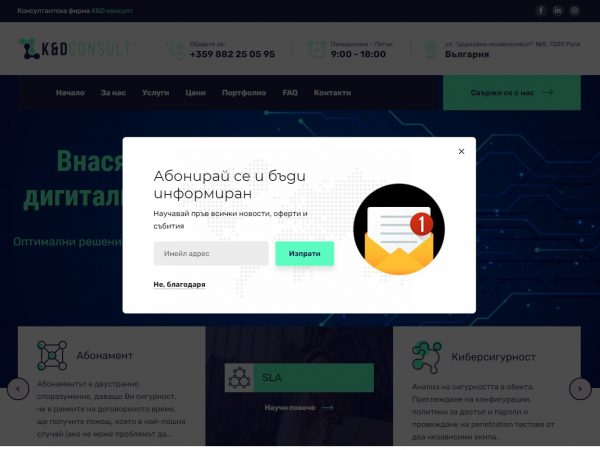 Консултантска фирма K&D консулт
K&DCONSULT
Обадете се:
+359 882 25 05 95
Понеделник - Петък:
9:00 - 18:00
ул. "Църковна независимост" №8, 7000 Русе
България
Начало За нас Услуги Цени Портфолио FAQ Контакти
Свържи се с нас
Внася
дигитали
Оптимални решени
×
Абонирай се и бъди
информиран
Научавай пръв всички новости, оферти и
събития
Имейл адрес
Изпрати
Не, благодаря
1
Абонамент
Абонаментът е двустранно
споразумение, даващо Ви сигурност,
че в рамките на договореното време,
ще получите помощ, която в най-лошия
случай (ако не може проблемът да...
SLA
Научи повече
Киберсигурност
Анализ на сигурността в обекта.
Преглеждане на конфигурации,
политики за достъп и пароли и
провеждане на penetration тестове от
два независими екипа.